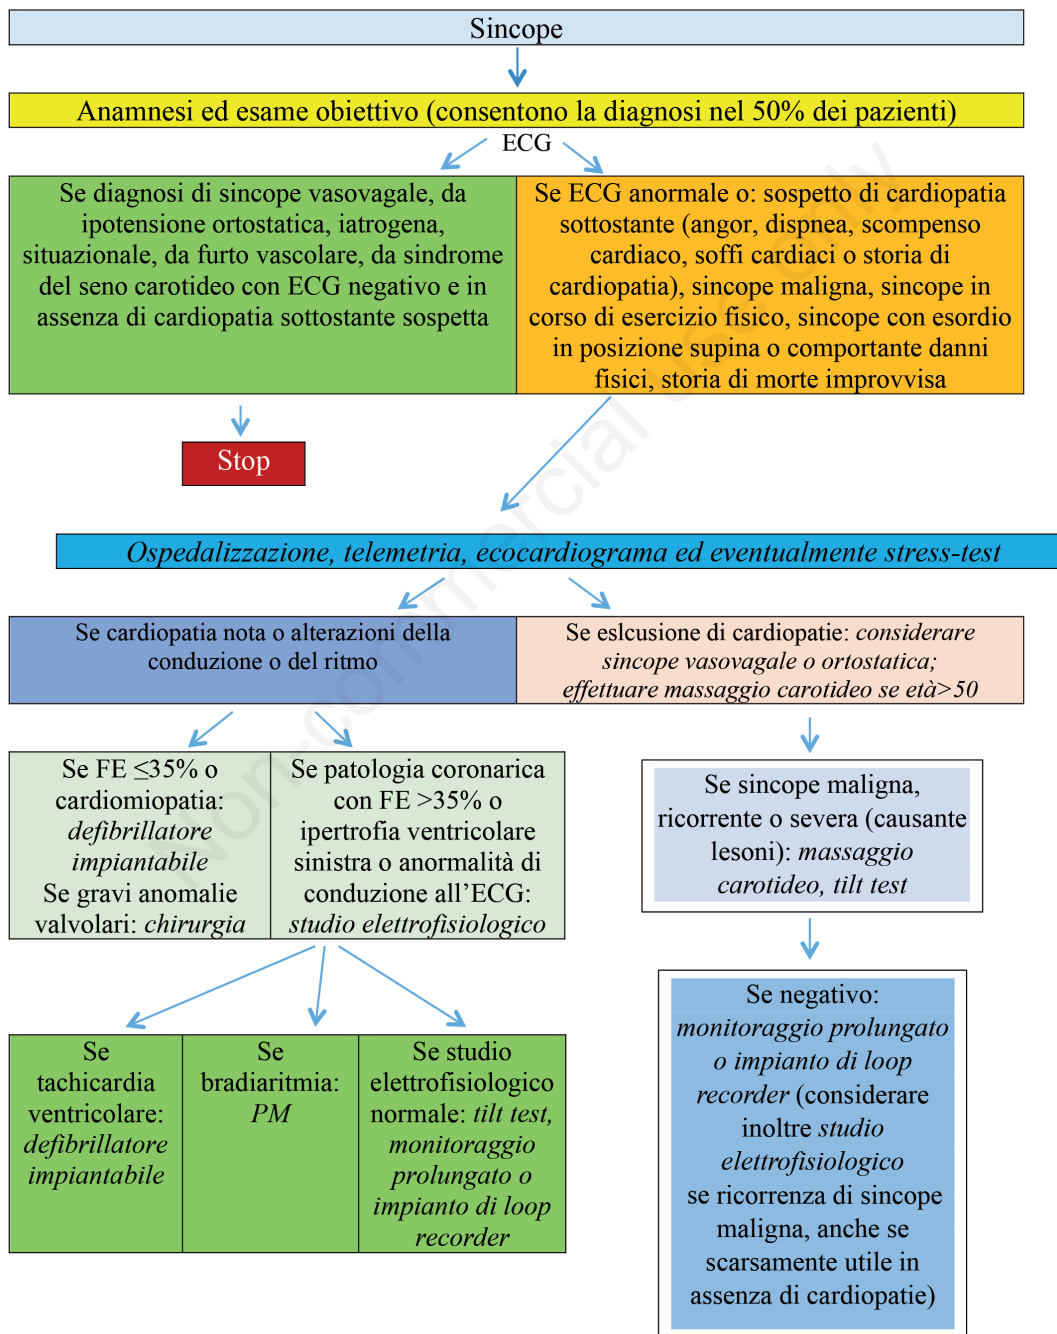 Sincope
Anamnesi ed esame obiettivo (consentono la diagnosi nel 50% dei pazienti)
ECG
Se diagnosi di sincope vasovagale, da
ipotensione ortostatica, iatrogena,
situazionale, da furto vascolare, da sindrome
del seno carotideo con ECG negativo e in
assenza di cardiopatia sottostante sospetta
Se ECG anormale o: sospetto di cardiopatia
sottostante (angor, dispnea, scompenso
cardiaco, soffi cardiaci o storia di
cardiopatia), sincope maligna, sincope in
corso di esercizio fisico, sincope con esordio
in posizione supina o comportante danni
fisici, storia di morte improvvisa
Stop
Ospedalizzazione, telemetria, ecocardiograma ed eventualmente stress-test
Se cardiopatia nota o alterazioni della
conduzione o del ritmo
Se eslcusione di cardiopatie: considerare
sincope vasovagale o ortostatica;
effettuare massaggio carotideo se età>50
Se FE ≤35% o
cardiomiopatia:
defibrillatore
impiantabile
Se gravi anomalie
valvolari: chirurgia
Se patologia coronarica
con FE >35% o
ipertrofia ventricolare
sinistra o anormalità di
conduzione all’ECG:
studio elettrofisiologico
Se sincope maligna,
ricorrente o severa (causante
lesoni): massaggio
carotideo, tilt test
Se
tachicardia
ventricolare:
defibrillatore
impiantabile
Se
bradiaritmia:
PM
Se studio
elettrofisiologico
normale: tilt test,
monitoraggio
prolungato o
impianto di loop
recorder
Se negativo:
monitoraggio prolungato
o impianto di loop
recorder (considerare
inoltre studio
elettrofisiologico
se ricorrenza di sincope
maligna, anche se
scarsamente utile in
assenza di cardiopatie)
Non-commercial use only